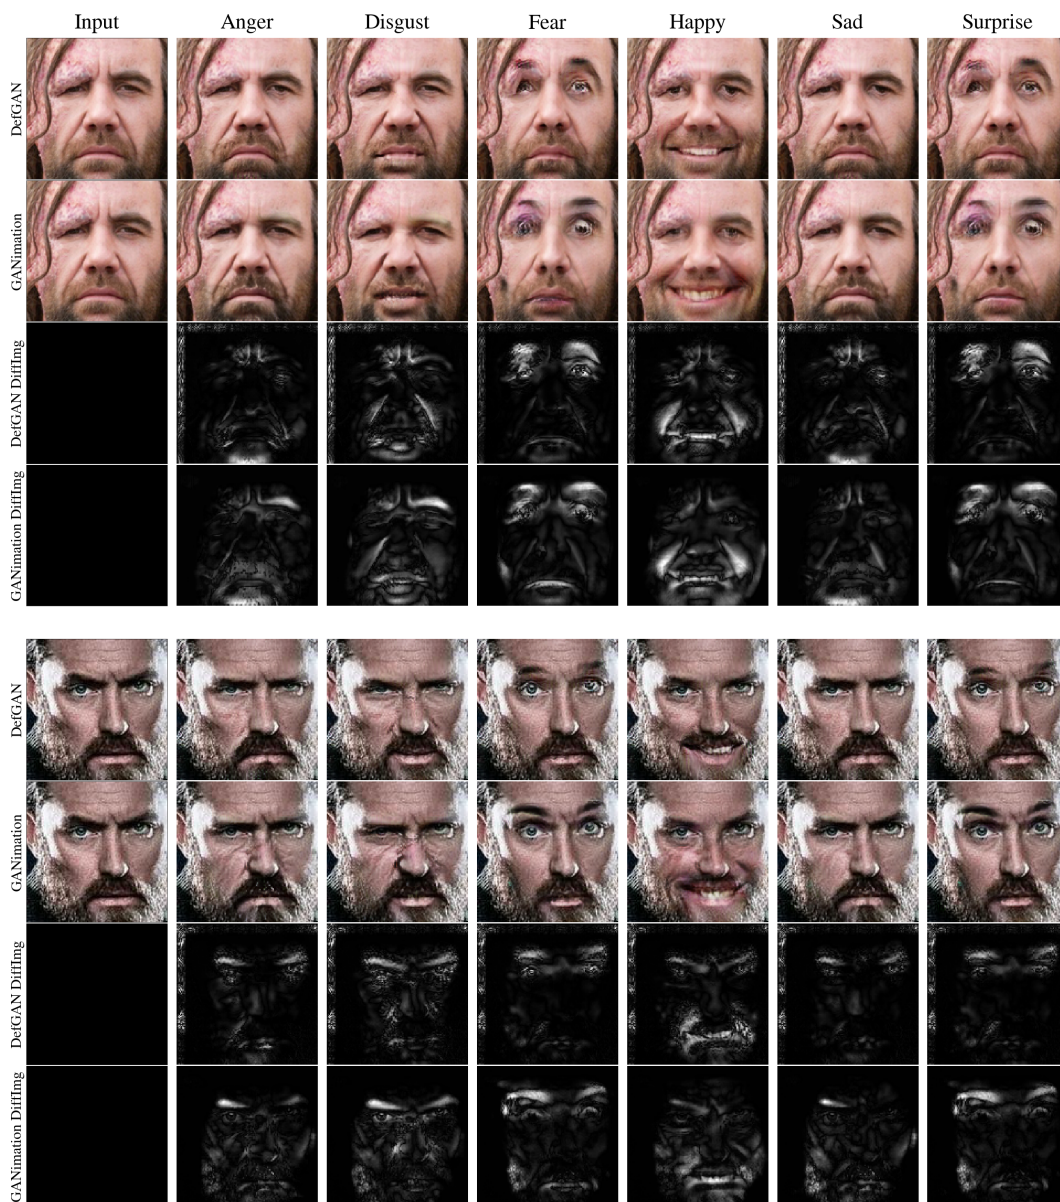 Input Anger Disgust Fear Happy Sad Surprise
DefGAN
GANimation
DefGAN DiffImg
GANimation DiffImg
DefGAN
GANimation
DefGAN DiffImg
GANimation DiffImg